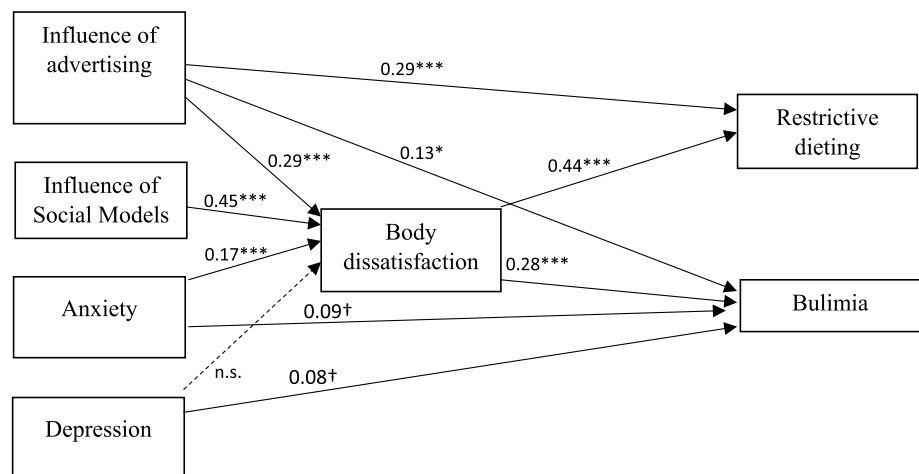 Influence of
advertising
0.29***
Restrictive
dieting
0.13*
0.29***
0.44***
Influence of
Social Models
0.45***
Body
dissatisfaction
0.17***
0.28***
Anxiety
0.09†
Bulimia
n.s.
0.08†
Depression